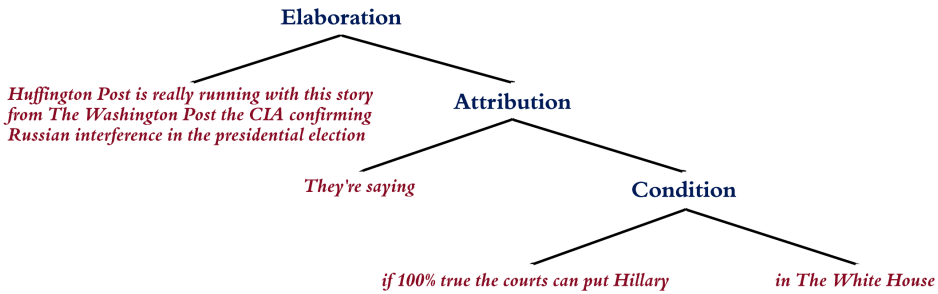 Elaboration
Huffington Post is really running with this story
from The Washington Post the CIA confirming
Russian interference in the presidential election
Attribution
They're saying
Condition
if 100% true the courts can put Hillary
in The White House